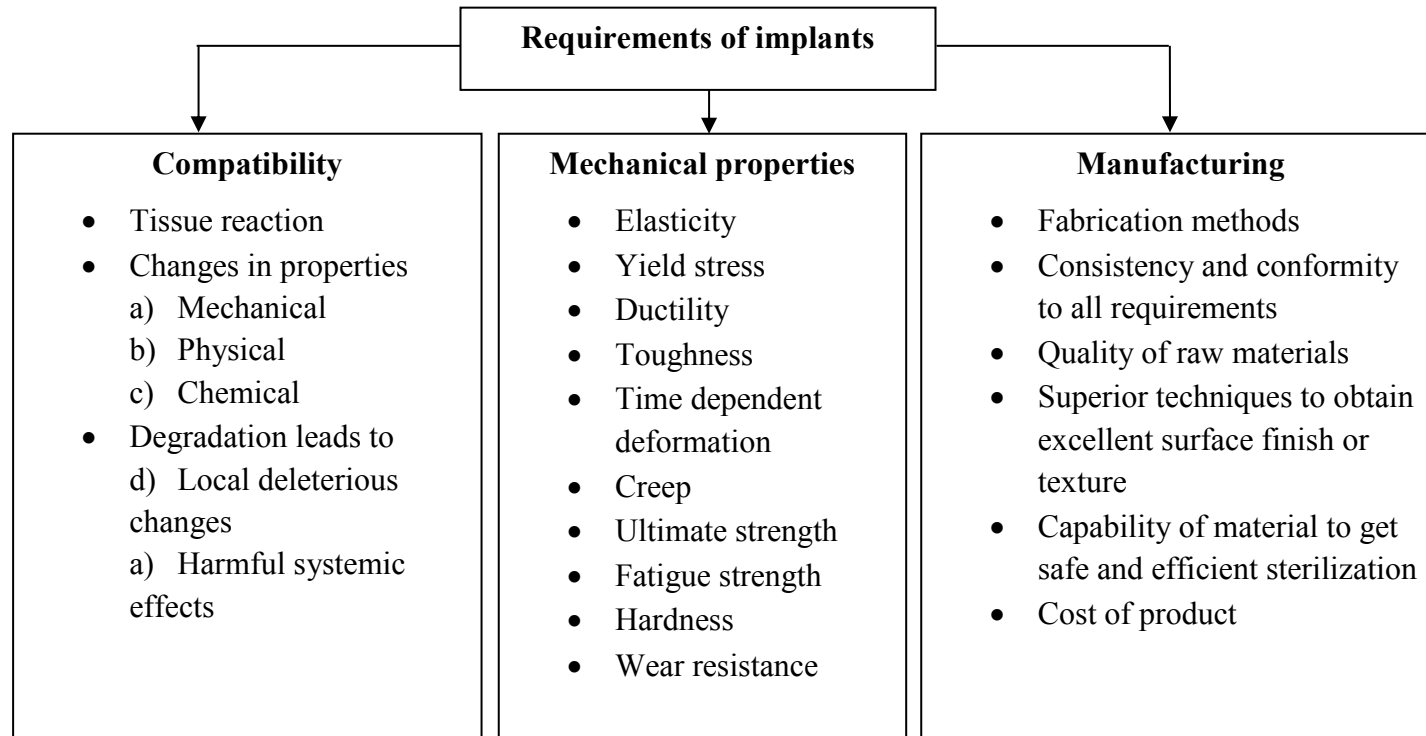 Requirements of implants
Compatibility
• Tissue reaction
• Changes in properties
a) Mechanical
b) Physical
c) Chemical
• Degradation leads to
d) Local deleterious
changes
a) Harmful systemic
effects
Mechanical properties
• Elasticity
• Yield stress
• Ductility
• Toughness
• Time dependent
deformation
• Creep
• Ultimate strength
• Fatigue strength
• Hardness
• Wear resistance
Manufacturing
• Fabrication methods
• Consistency and conformity
to all requirements
• Quality of raw materials
• Superior techniques to obtain
excellent surface finish or
texture
• Capability of material to get
safe and efficient sterilization
• Cost of product